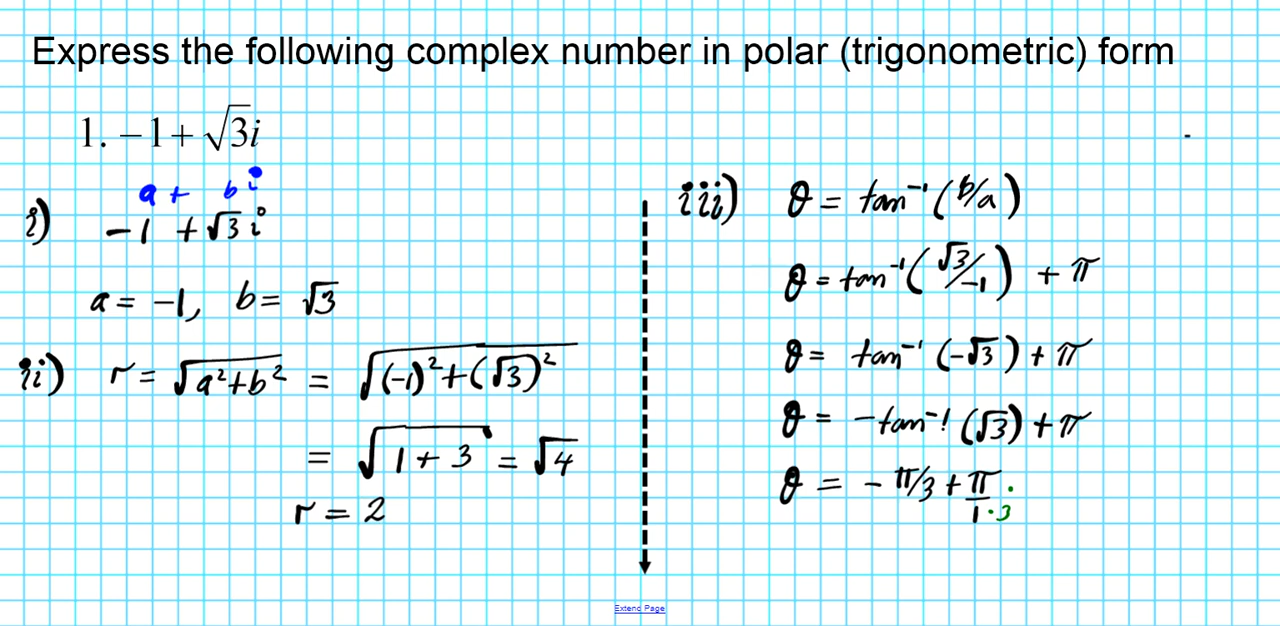 Express the following complex number in polar (trigonometric) form
1. −1 + √3i
a + bi
i) −1 + √3 i
a = −1, b = √3
ii) r = √a²+b² = √(−1)²+(√3)²
= √1 + 3 = √4
r = 2
iii) θ = tan⁻¹(b/a)
θ = tan⁻¹(√3/−1) + π
θ = tan⁻¹(−√3) + π
θ = −tan⁻¹(√3) + π
θ = −π/3 + π/1 · ·3
Extend Page